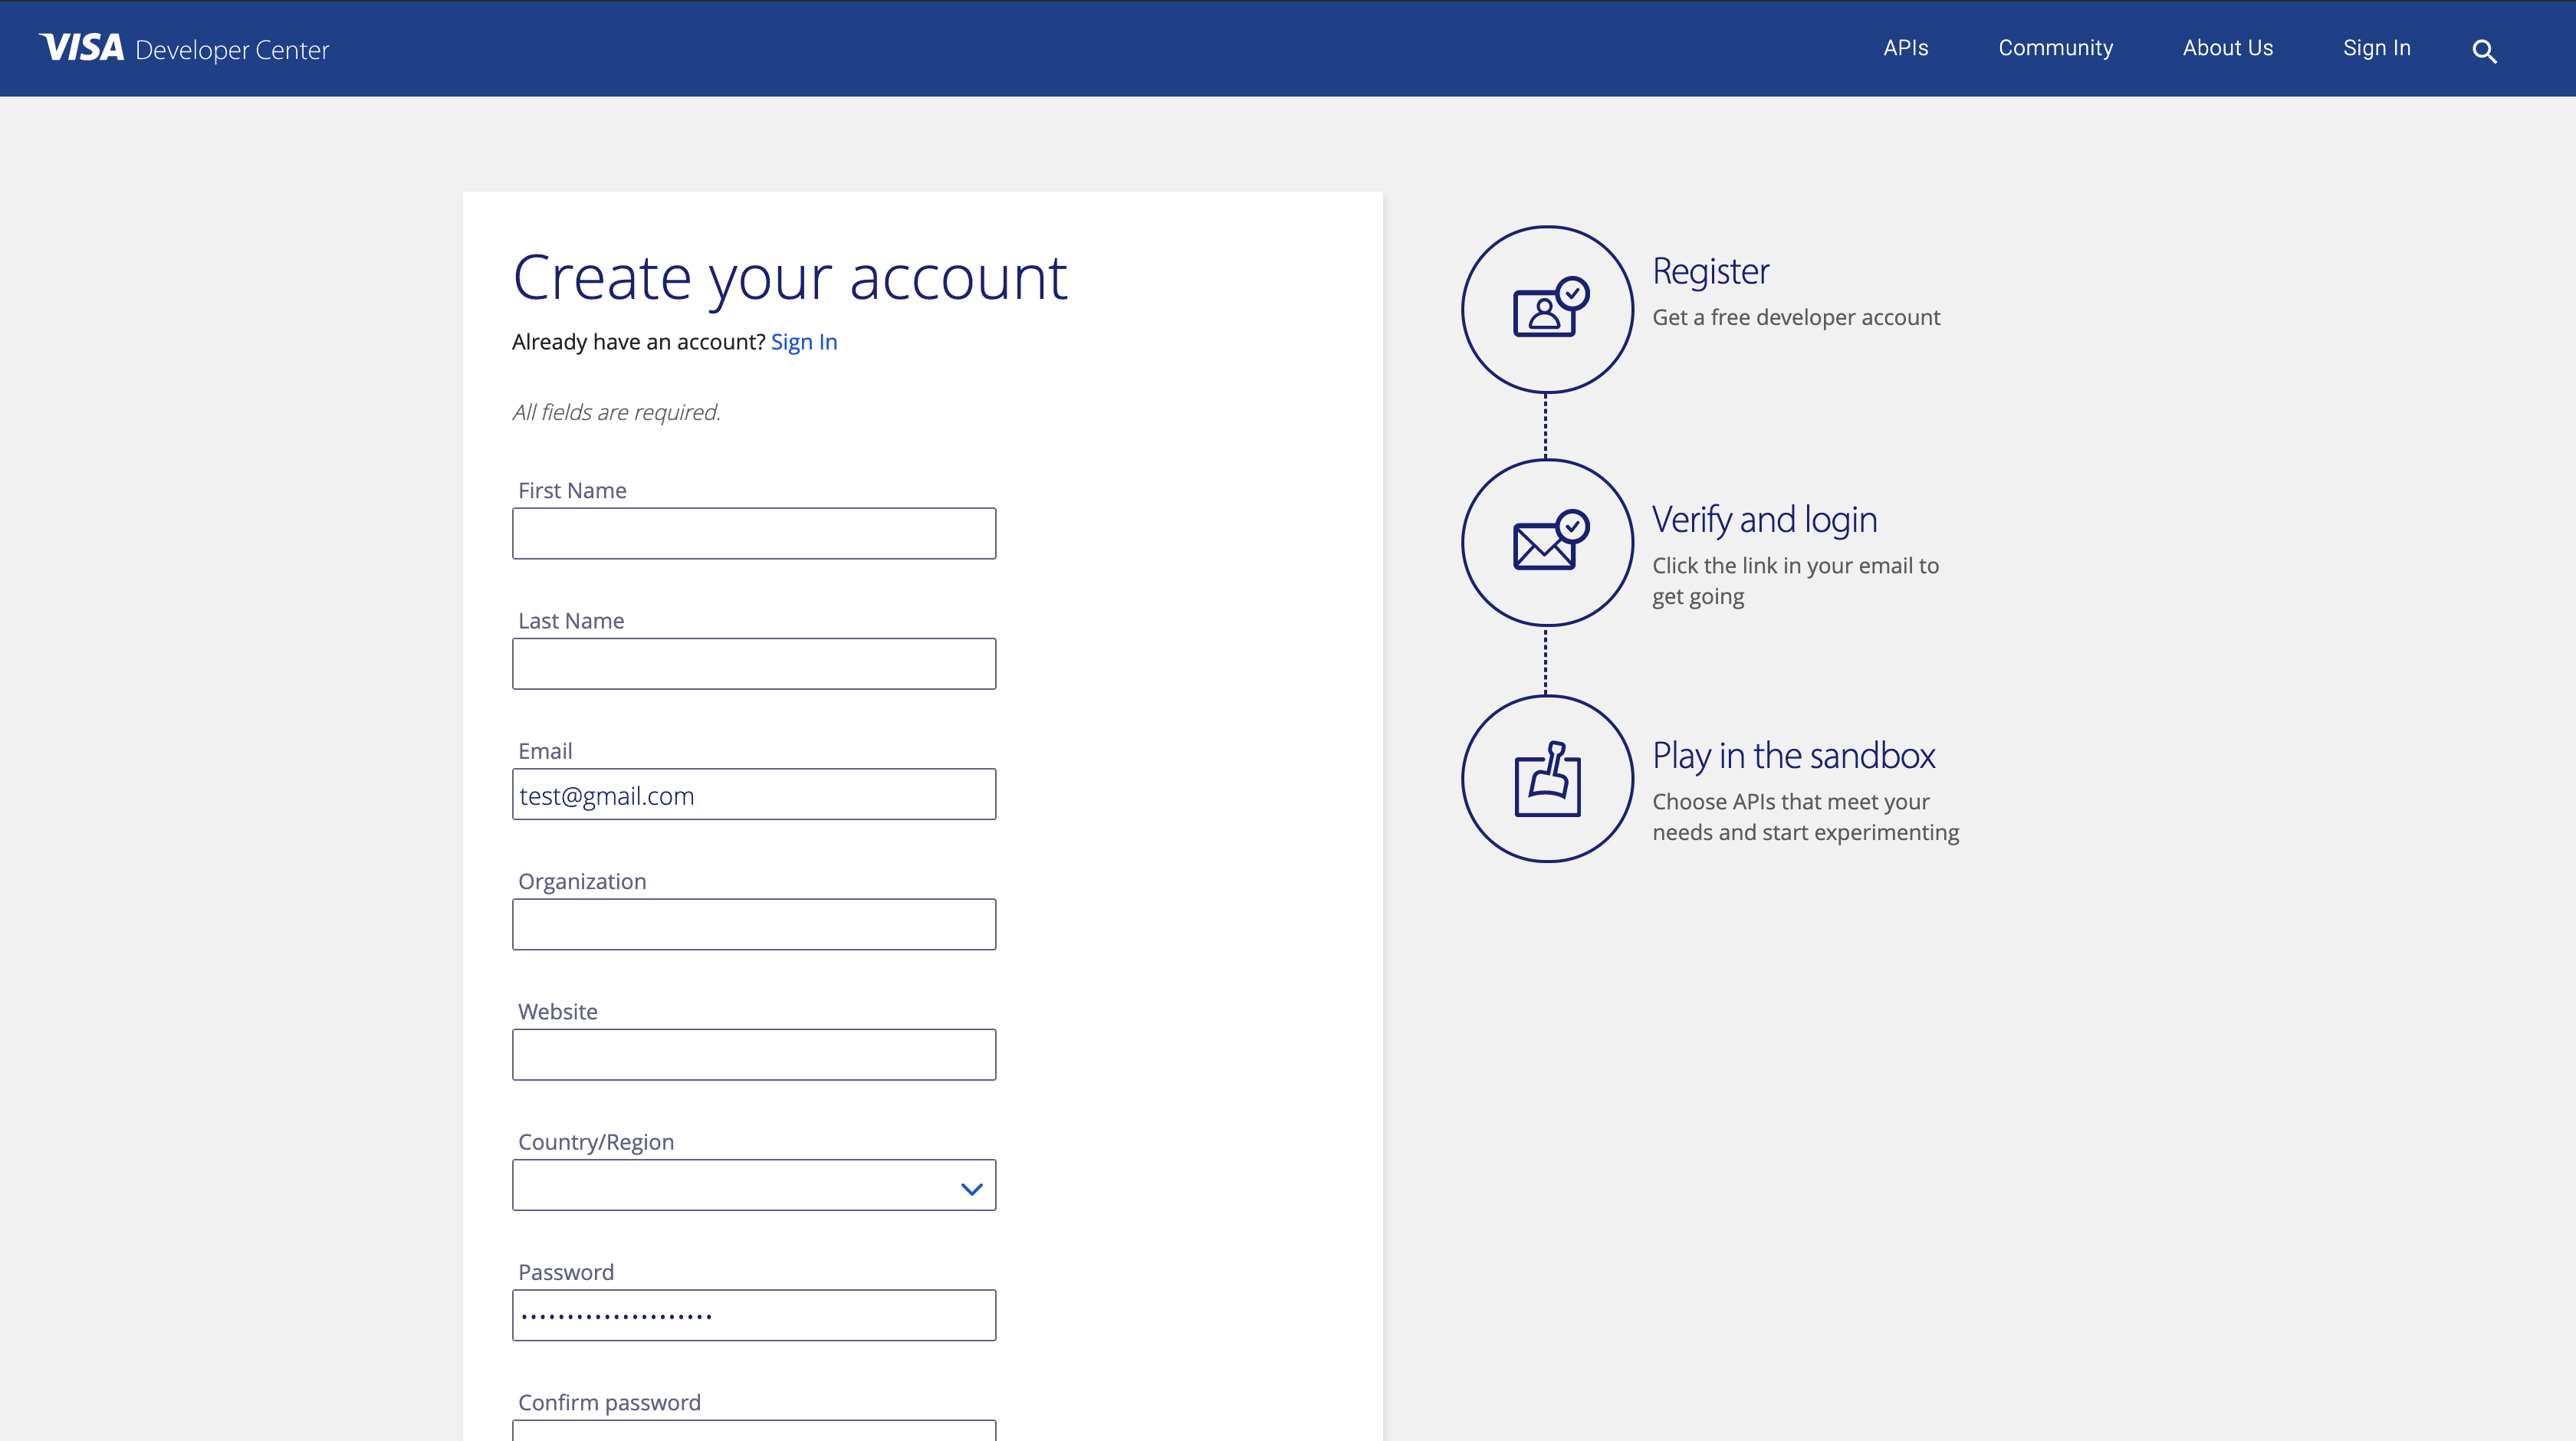 VISA Developer Center
APIs
Community
About Us
Sign In
Create your account
Already have an account? Sign In
All fields are required.
First Name
Last Name
Email
test@gmail.com
Organization
Website
Country/Region
Password
•••••••••••••••••••••
Confirm password
Register
Get a free developer account
Verify and login
Click the link in your email to
get going
Play in the sandbox
Choose APIs that meet your
needs and start experimenting